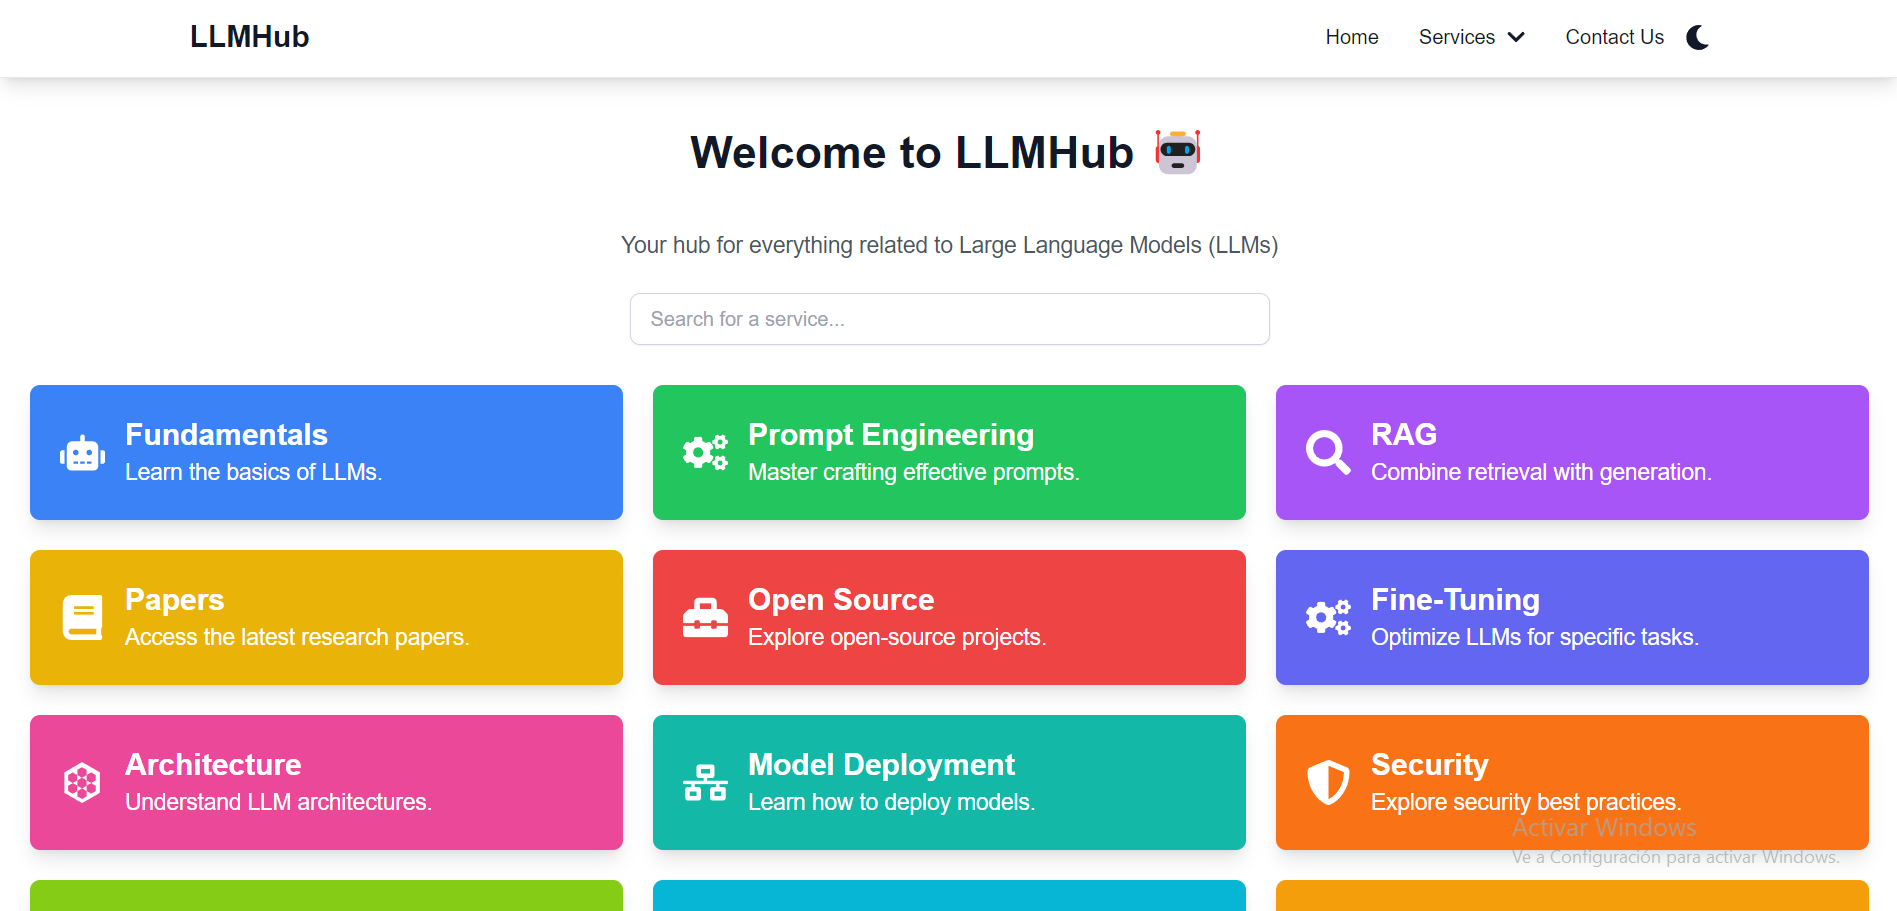 LLMHub
Home Services Contact Us
Welcome to LLMHub
Your hub for everything related to Large Language Models (LLMs)
Search for a service...
Fundamentals
Learn the basics of LLMs.
Prompt Engineering
Master crafting effective prompts.
RAG
Combine retrieval with generation.
Papers
Access the latest research papers.
Open Source
Explore open-source projects.
Fine-Tuning
Optimize LLMs for specific tasks.
Architecture
Understand LLM architectures.
Model Deployment
Learn how to deploy models.
Security
Explore security best practices.
Activar Windows
Ve a Configuración para activar Windows.